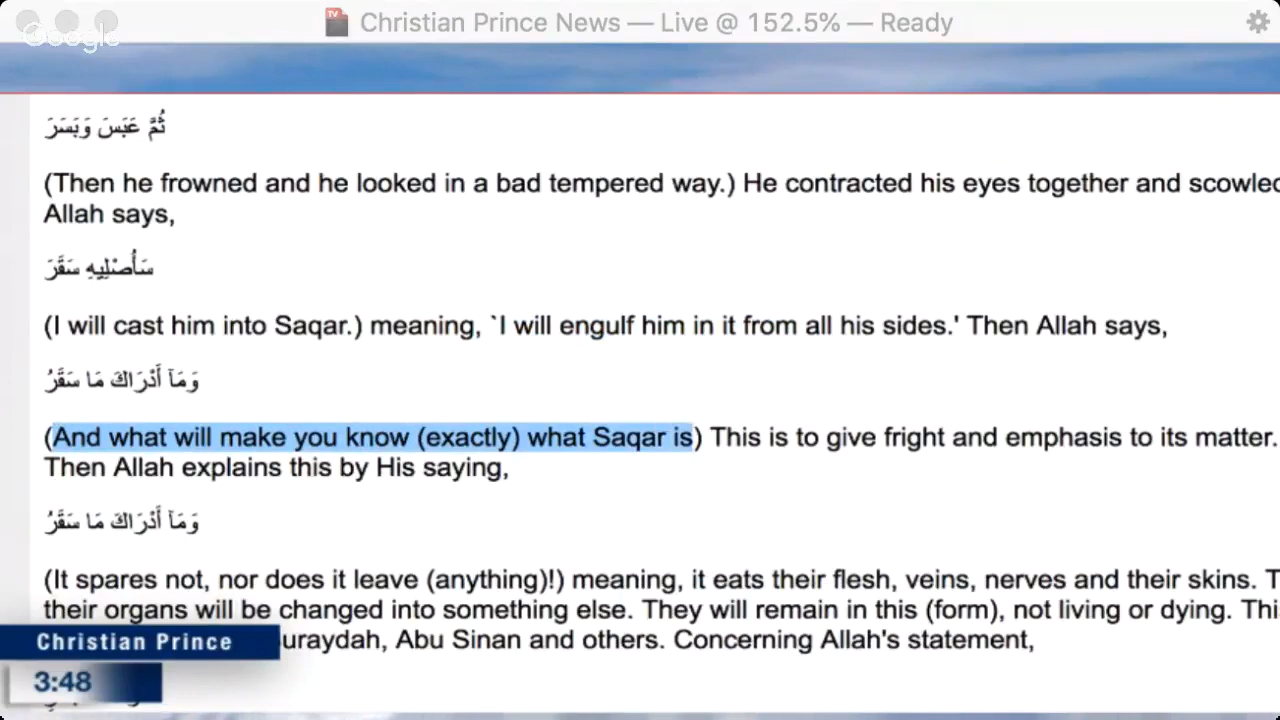 Google
TV
Christian Prince News — Live @ 152.5% — Ready
ثُمَّ عَبَسَ وَبَسَرَ
(Then he frowned and he looked in a bad tempered way.) He contracted his eyes together and scowled
Allah says,
سَأُصْلِيهِ سَقَرَ
(I will cast him into Saqar.) meaning, `I will engulf him in it from all his sides.' Then Allah says,
وَمَآ أَدْرَاكَ مَا سَقَرُ
(And what will make you know (exactly) what Saqar is) This is to give fright and emphasis to its matter.
Then Allah explains this by His saying,
وَمَآ أَدْرَاكَ مَا سَقَرُ
(It spares not, nor does it leave (anything)!) meaning, it eats their flesh, veins, nerves and their skins. T
their organs will be changed into something else. They will remain in this (form), not living or dying. Thi
uraydah, Abu Sinan and others. Concerning Allah's statement,
Christian Prince
3:48